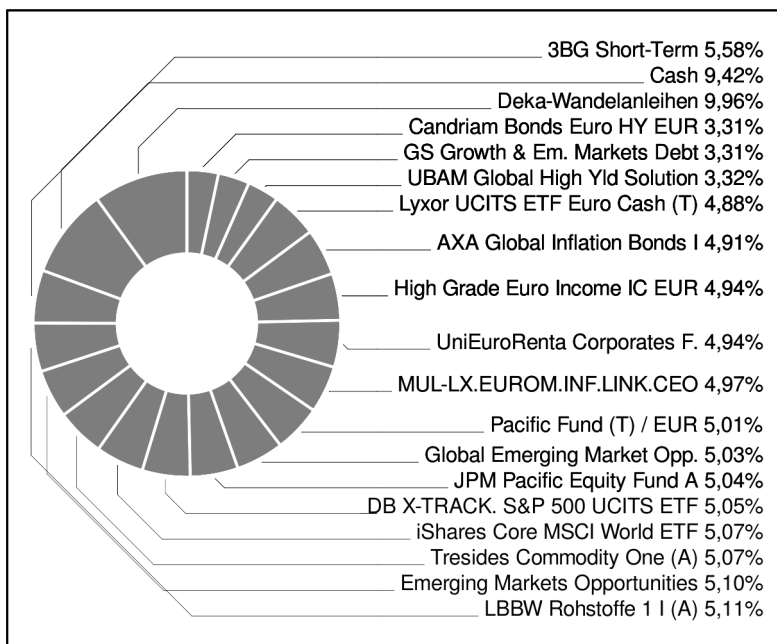 3BG Short-Term 5,58%
Cash 9,42%
Deka-Wandelanleihen 9,96%
Candriam Bonds Euro HY EUR 3,31%
GS Growth & Em. Markets Debt 3,31%
UBAM Global High Yld Solution 3,32%
Lyxor UCITS ETF Euro Cash (T) 4,88%
AXA Global Inflation Bonds I 4,91%
High Grade Euro Income IC EUR 4,94%
UniEuroRenta Corporates F. 4,94%
MUL-LX.EUROM.INF.LINK.CEO 4,97%
Pacific Fund (T) / EUR 5,01%
Global Emerging Market Opp. 5,03%
JPM Pacific Equity Fund A 5,04%
DB X-TRACK. S&P 500 UCITS ETF 5,05%
iShares Core MSCI World ETF 5,07%
Tresides Commodity One (A) 5,07%
Emerging Markets Opportunities 5,10%
LBBW Rohstoffe 1 I (A) 5,11%